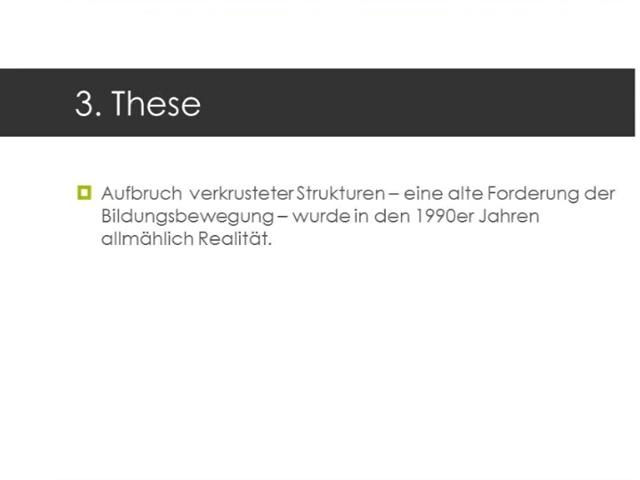 3. These
Aufbruch verkrusteter Strukturen – eine alte Forderung der
Bildungsbewegung – wurde in den 1990er Jahren
allmählich Realität.